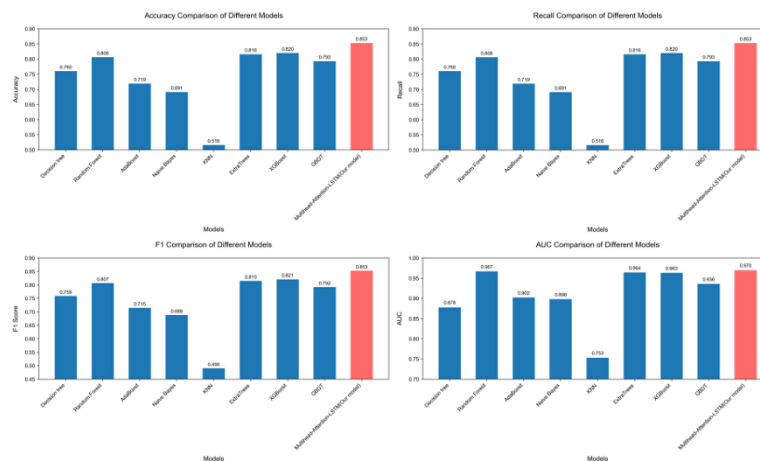 Accuracy Comparison of Different Models
0.90
0.85
0.80
0.75
0.70
0.65
0.60
0.55
0.50
Accuracy
0.760
0.806
0.719
0.691
0.516
0.816
0.820
0.793
0.853
Decision tree
Random Forest
AdaBoost
Naive Bayes
KNN
ExtraTrees
XGBoost
GBDT
Multihead-Attention-LSTM(Our model)
Models
Recall Comparison of Different Models
0.90
0.85
0.80
0.75
0.70
0.65
0.60
0.55
0.50
Recall
0.760
0.806
0.719
0.691
0.516
0.816
0.820
0.793
0.853
Decision tree
Random Forest
AdaBoost
Naive Bayes
KNN
ExtraTrees
XGBoost
GBDT
Multihead-Attention-LSTM(Our model)
Models
F1 Comparison of Different Models
0.90
0.85
0.80
0.75
0.70
0.65
0.60
0.55
0.50
0.45
F1 Score
0.759
0.807
0.715
0.688
0.490
0.815
0.821
0.792
0.853
Decision tree
Random Forest
AdaBoost
Naive Bayes
KNN
ExtraTrees
XGBoost
GBDT
Multihead-Attention-LSTM(Our model)
Models
AUC Comparison of Different Models
1.00
0.95
0.90
0.85
0.80
0.75
0.70
AUC
0.878
0.967
0.902
0.898
0.753
0.964
0.963
0.936
0.970
Decision tree
Random Forest
AdaBoost
Naive Bayes
KNN
ExtraTrees
XGBoost
GBDT
Multihead-Attention-LSTM(Our model)
Models